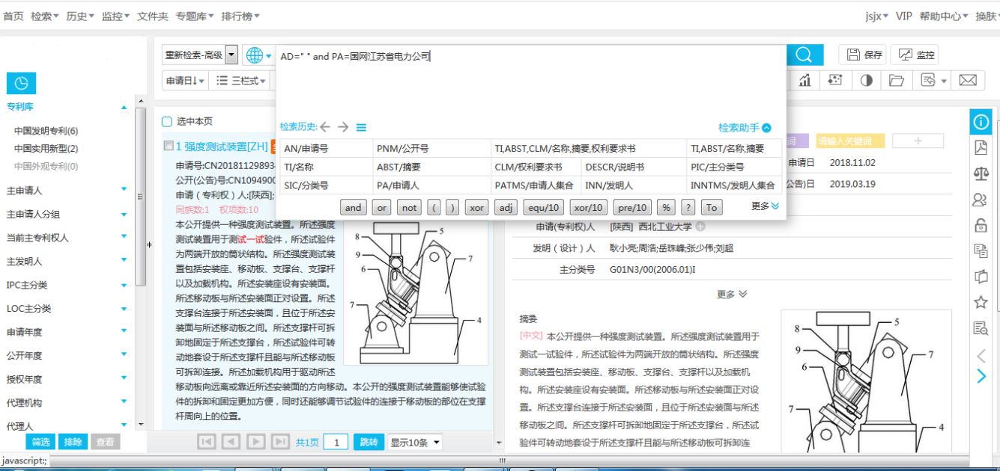 首页 检索 历史 监控 文件夹 专题库 排行榜 jsjx VIP 帮助中心 换肤
重新检索-高级 AD=" " and PA=国网江苏省电力公司 保存 监控
申请日 三栏式
专利库
中国发明专利(6)
中国实用新型(2)
中国外观专利(0)
主申请人
主申请人分组
当前主专利权人
主发明人
IPC主分类
LOC主分类
申请年度
公开年度
授权年度
代理机构
代理人
筛选 排除 查看
javascript:;
检索历史: 检索助手
AN/申请号 PNM/公开号 TI,ABST,CLM/名称,摘要,权利要求书 TI,ABST/名称,摘要
TI/名称 ABST/摘要 CLM/权利要求书 DESCR/说明书 PIC/主分类号
SIC/分类号 PA/申请人 PATMS/申请人集合 INN/发明人 INNTMS/发明人集合
and or not ( ) xor adj equ/10 xor/10 pre/10 % ? To 更多
选中本页
1 强度测试装置[ZH]
申请号:CN2018112989
公开(公告)号:CN109490
申请（专利权）人:[陕西];
同族数:1 权项数:10
本公开提供一种强度测试装置。所述强度
测试装置用于测试一试验件，所述试验件
为两端开放的筒状结构。所述强度测试装
置包括安装座、移动板、支撑台、支撑杆
以及加载机构。所述安装座设有安装面。
所述移动板与所述安装面正对设置。所述
支撑台连接于所述安装面，且位于所述安
装面与所述移动板之间。所述支撑杆可拆
卸地固定于所述支撑台，所述试验件可转
动地套设于所述支撑杆且能与所述移动板
可拆卸连接。所述加载机构用于驱动所述
移动板向远离或靠近所述安装面的方向移动。本公开的强度测试装置能够使试验
件的拆卸和固定更加方便，同时还能够调节试验件的连接于移动板的部位在支撑
杆周向上的位置。
8 5
9 7
6
7
4
共1页 1 跳转 显示10条
词 请输入关键词 +
申请日 2018.11.02
公告)日 2019.03.19
申请(专利权)人 [陕西] 西北工业大学
发明（设计）人 耿小亮;周浩;岳珠峰;张少伟;刘超
主分类号 G01N3/00(2006.01)I
更多
摘要
[中文] 本公开提供一种强度测试装置。所述强度测试装置用于
测试一试验件，所述试验件为两端开放的筒状结构。所述强度
测试装置包括安装座、移动板、支撑台、支撑杆以及加载机
构。所述安装座设有安装面。所述移动板与所述安装面正对设
置。所述支撑台连接于所述安装面，且位于所述安装面与所述
移动板之间。所述支撑杆可拆卸地固定于所述支撑台，所述试
验件可转动地套设于所述支撑杆且能与所述移动板可拆卸连
8 5
9 7
6
7
4